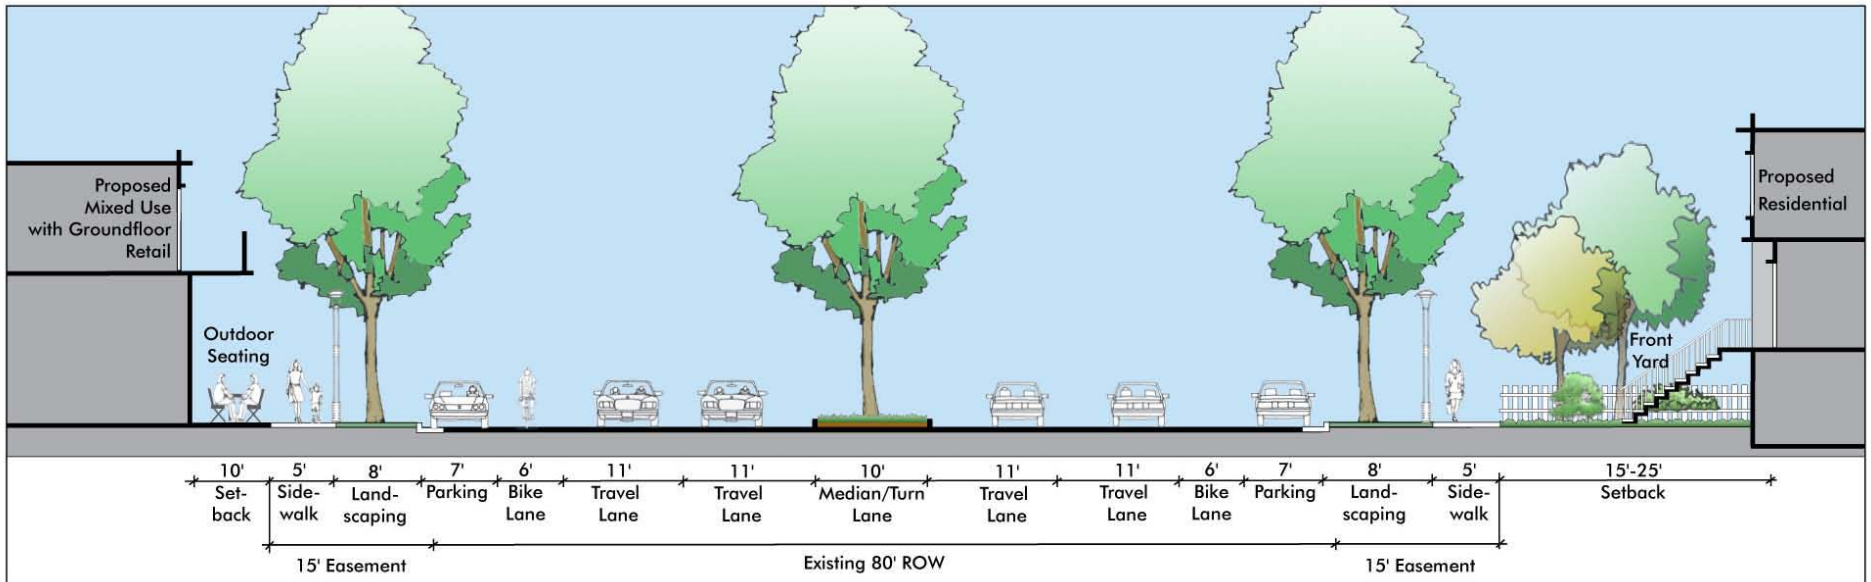 Proposed
Mixed Use
with Groundfloor
Retail
Outdoor
Seating
Front
Yard
Proposed
Residential
10' 5' 8' 7' 6' 11' 11' 10' 11' 11' 6' 7' 8' 5' 15'-25'
Set-
back
Side-
walk
Land-
scaping
Parking
Bike
Lane
Travel
Lane
Travel
Lane
Median/Turn
Lane
Travel
Lane
Travel
Lane
Bike
Lane
Parking
Land-
scaping
Side-
walk
Setback
15' Easement
Existing 80' ROW
15' Easement